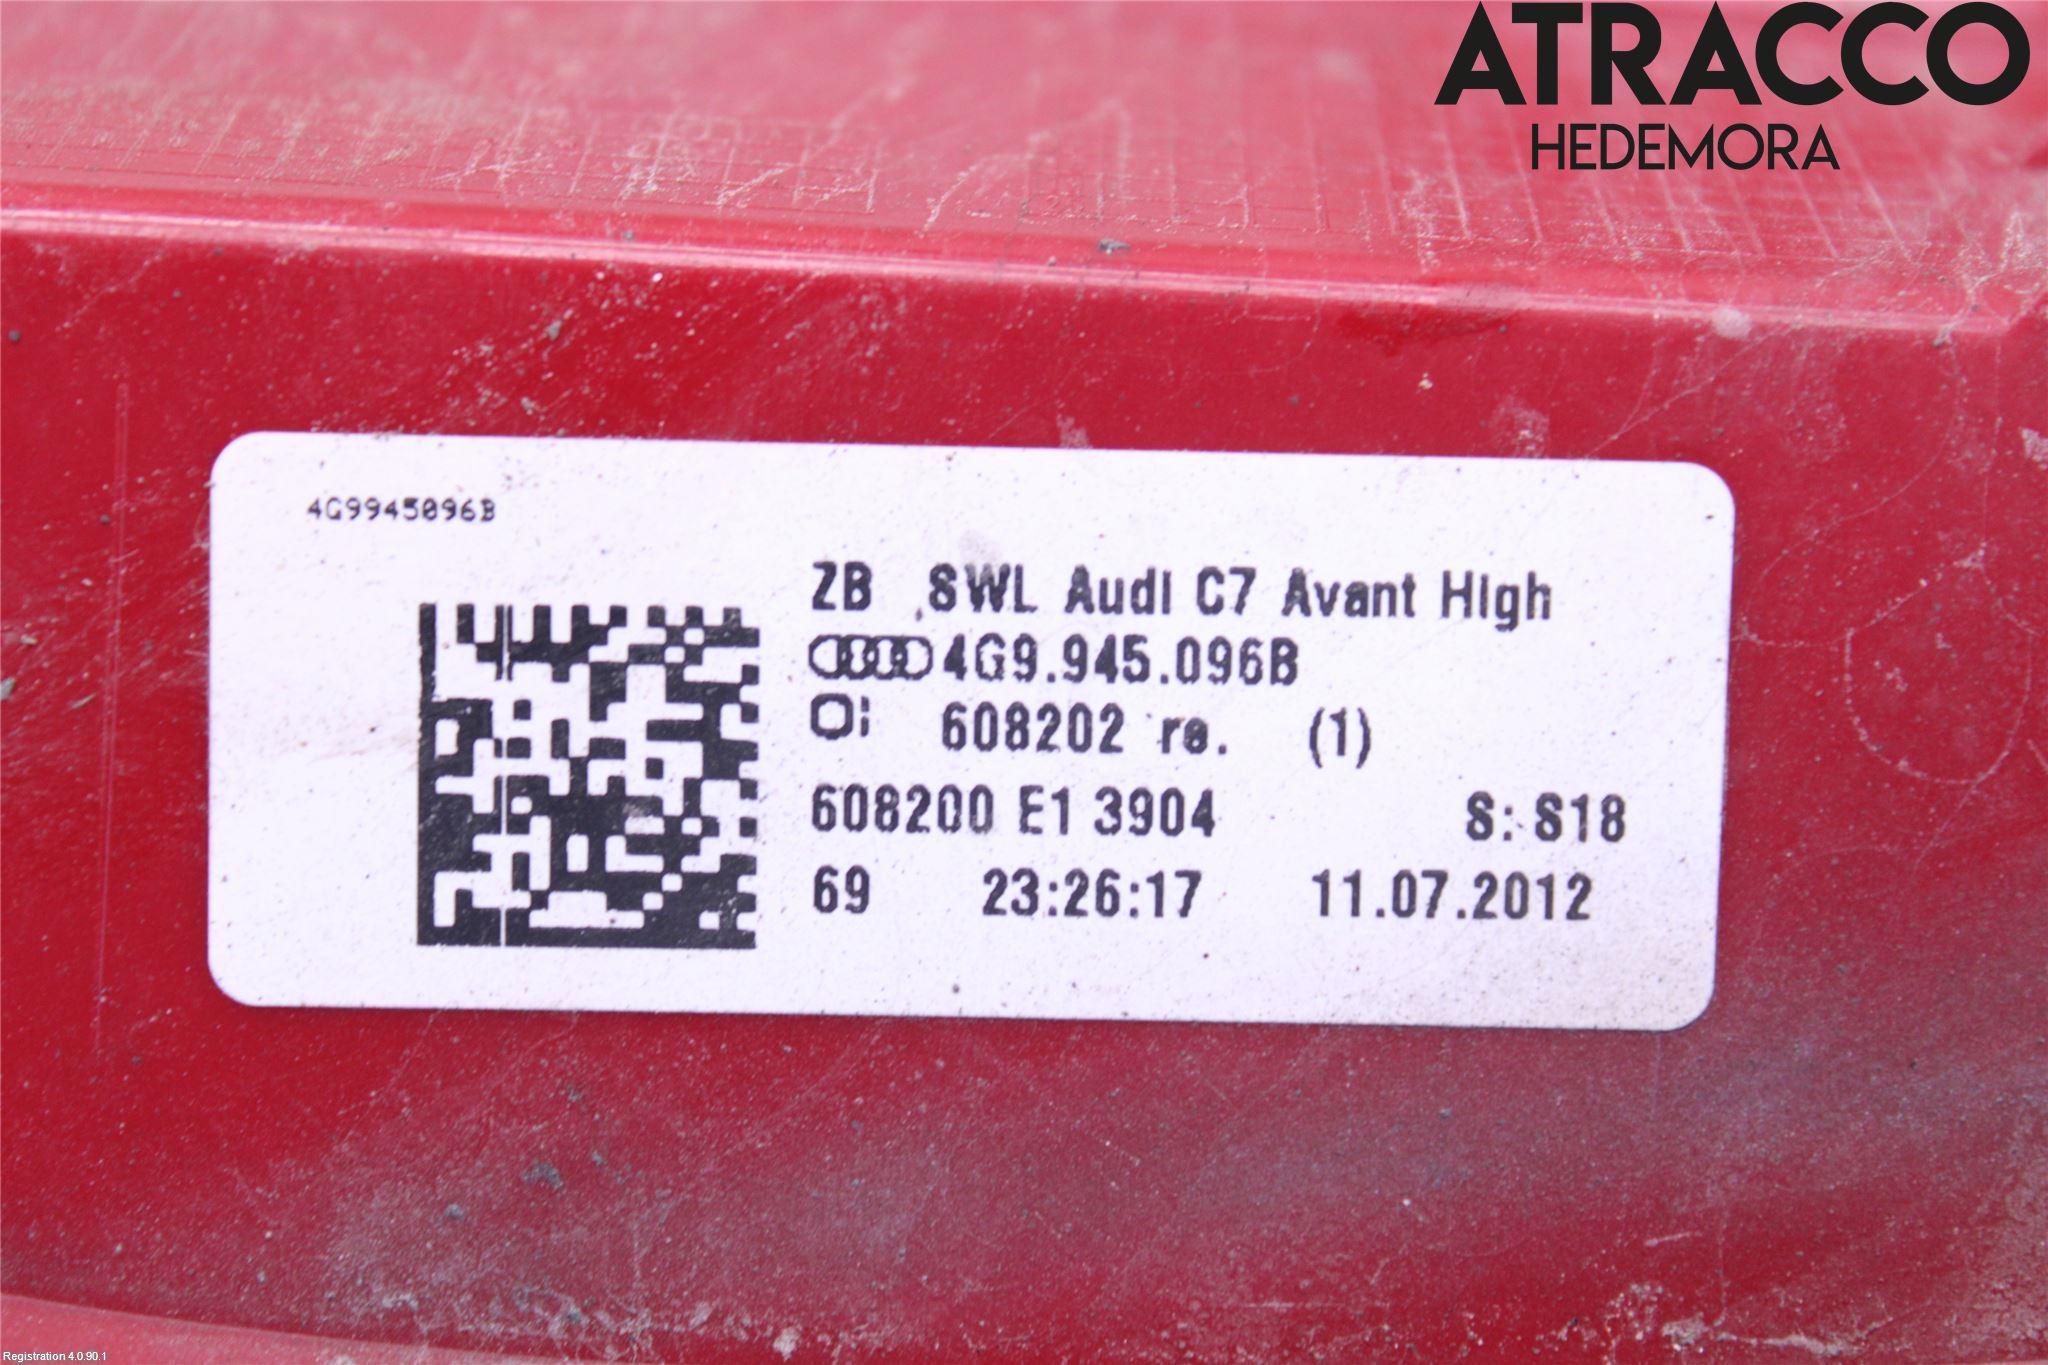 ATRACCO
HEDEMORA
4G9945096B
ZB SWL Audi C7 Avant High
4G9.945.096B
608202 re. (1)
608200 E1 3904 S: S18
69 23:26:17 11.07.2012
Registration 4.0.90.1